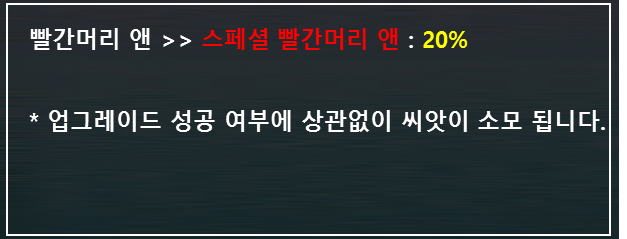 빨간머리 앤 >> 스페셜 빨간머리 앤 : 20%
* 업그레이드 성공 여부에 상관없이 씨앗이 소모 됩니다.